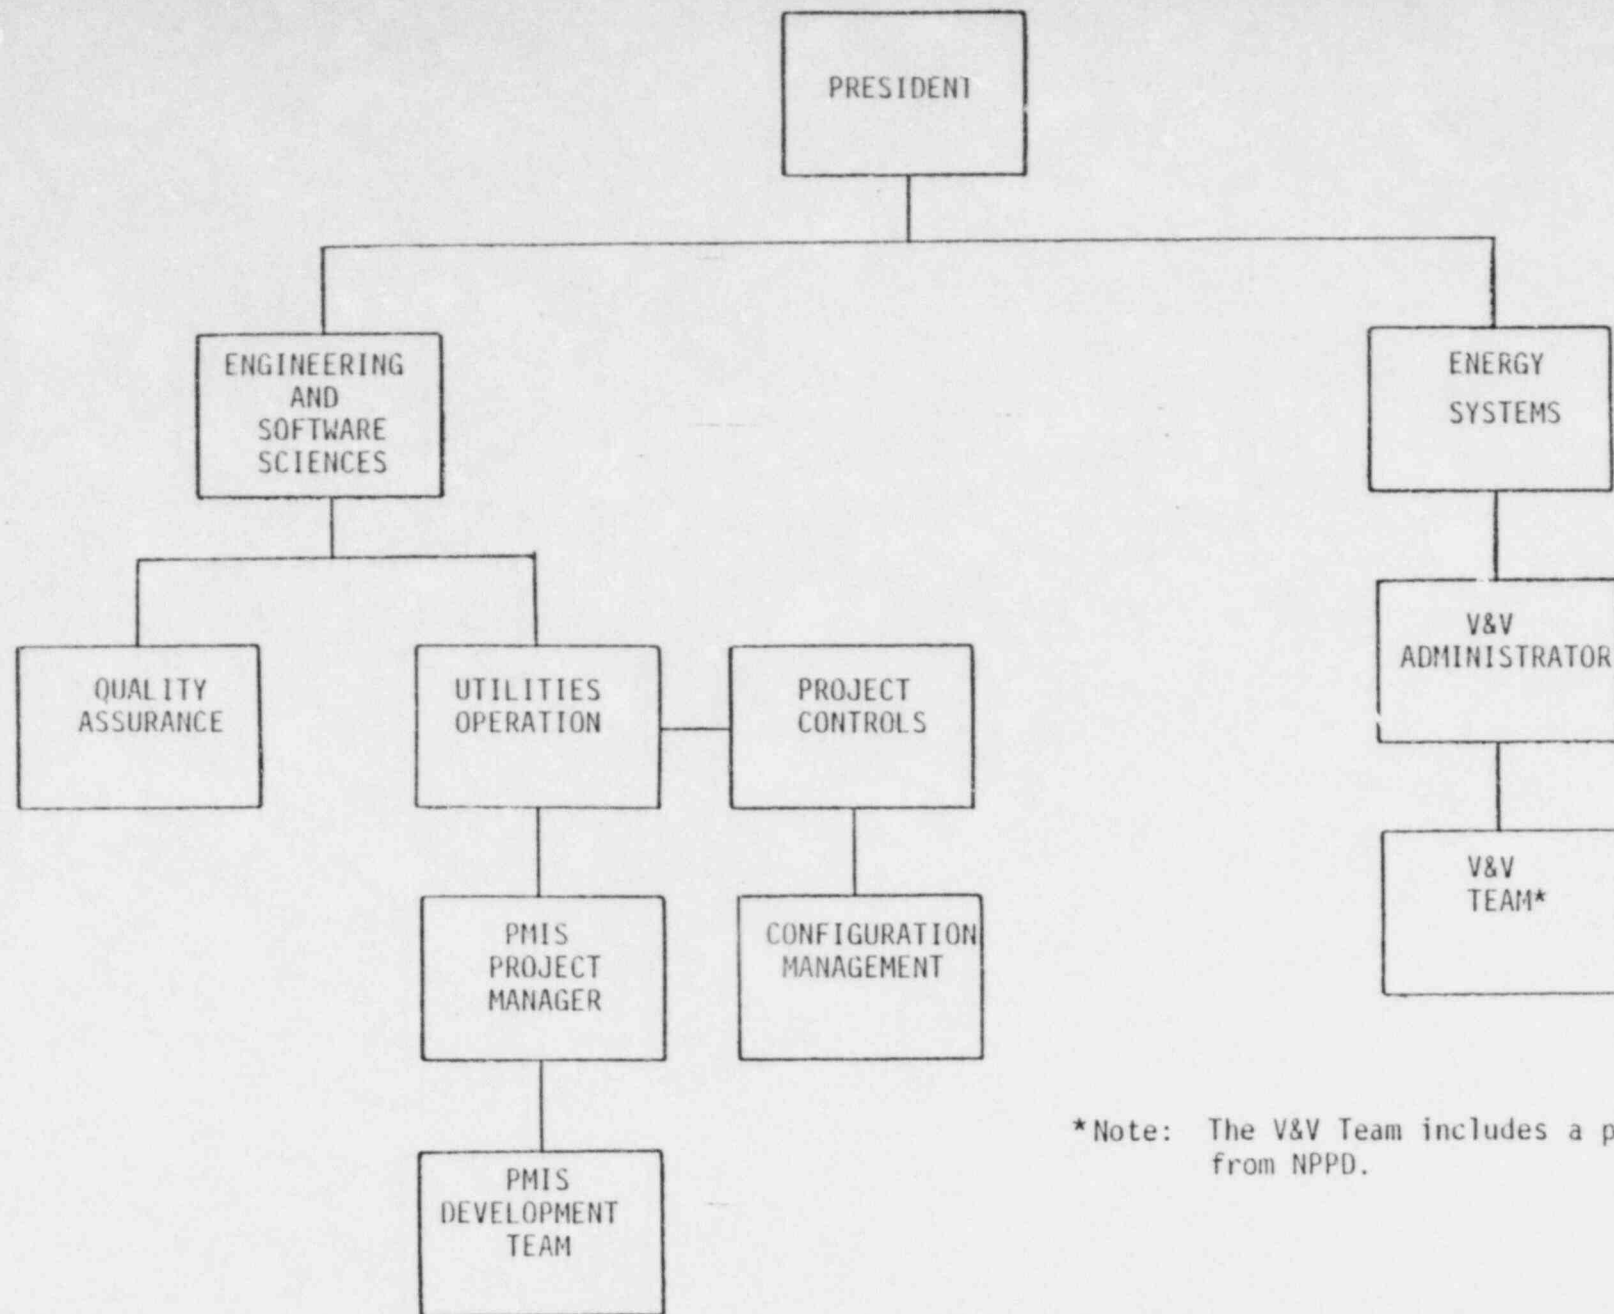 PRESIDENT
ENGINEERING
AND
SOFTWARE
SCIENCES
ENERGY
SYSTEMS
QUALITY
ASSURANCE
UTILITIES
OPERATION
PROJECT
CONTROLS
V&V
ADMINISTRATOR
PMIS
PROJECT
MANAGER
CONFIGURATION
MANAGEMENT
V&V
TEAM*
PMIS
DEVELOPMENT
TEAM
*Note: The V&V Team includes a
from NPPD.